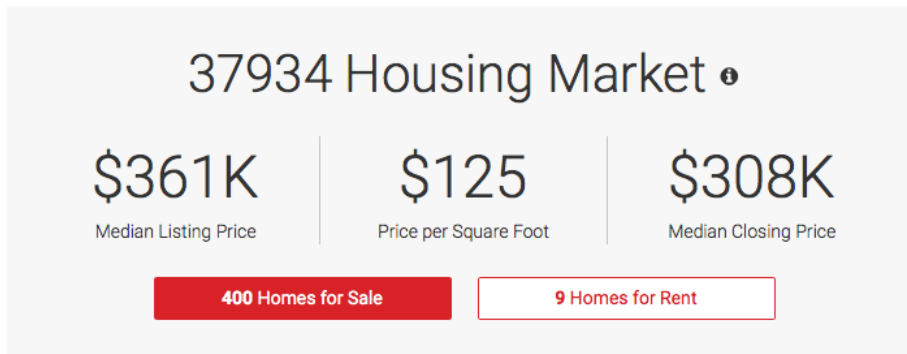 37934 Housing Market
$361K
Median Listing Price
$125
Price per Square Foot
$308K
Median Closing Price
400 Homes for Sale
9 Homes for Rent